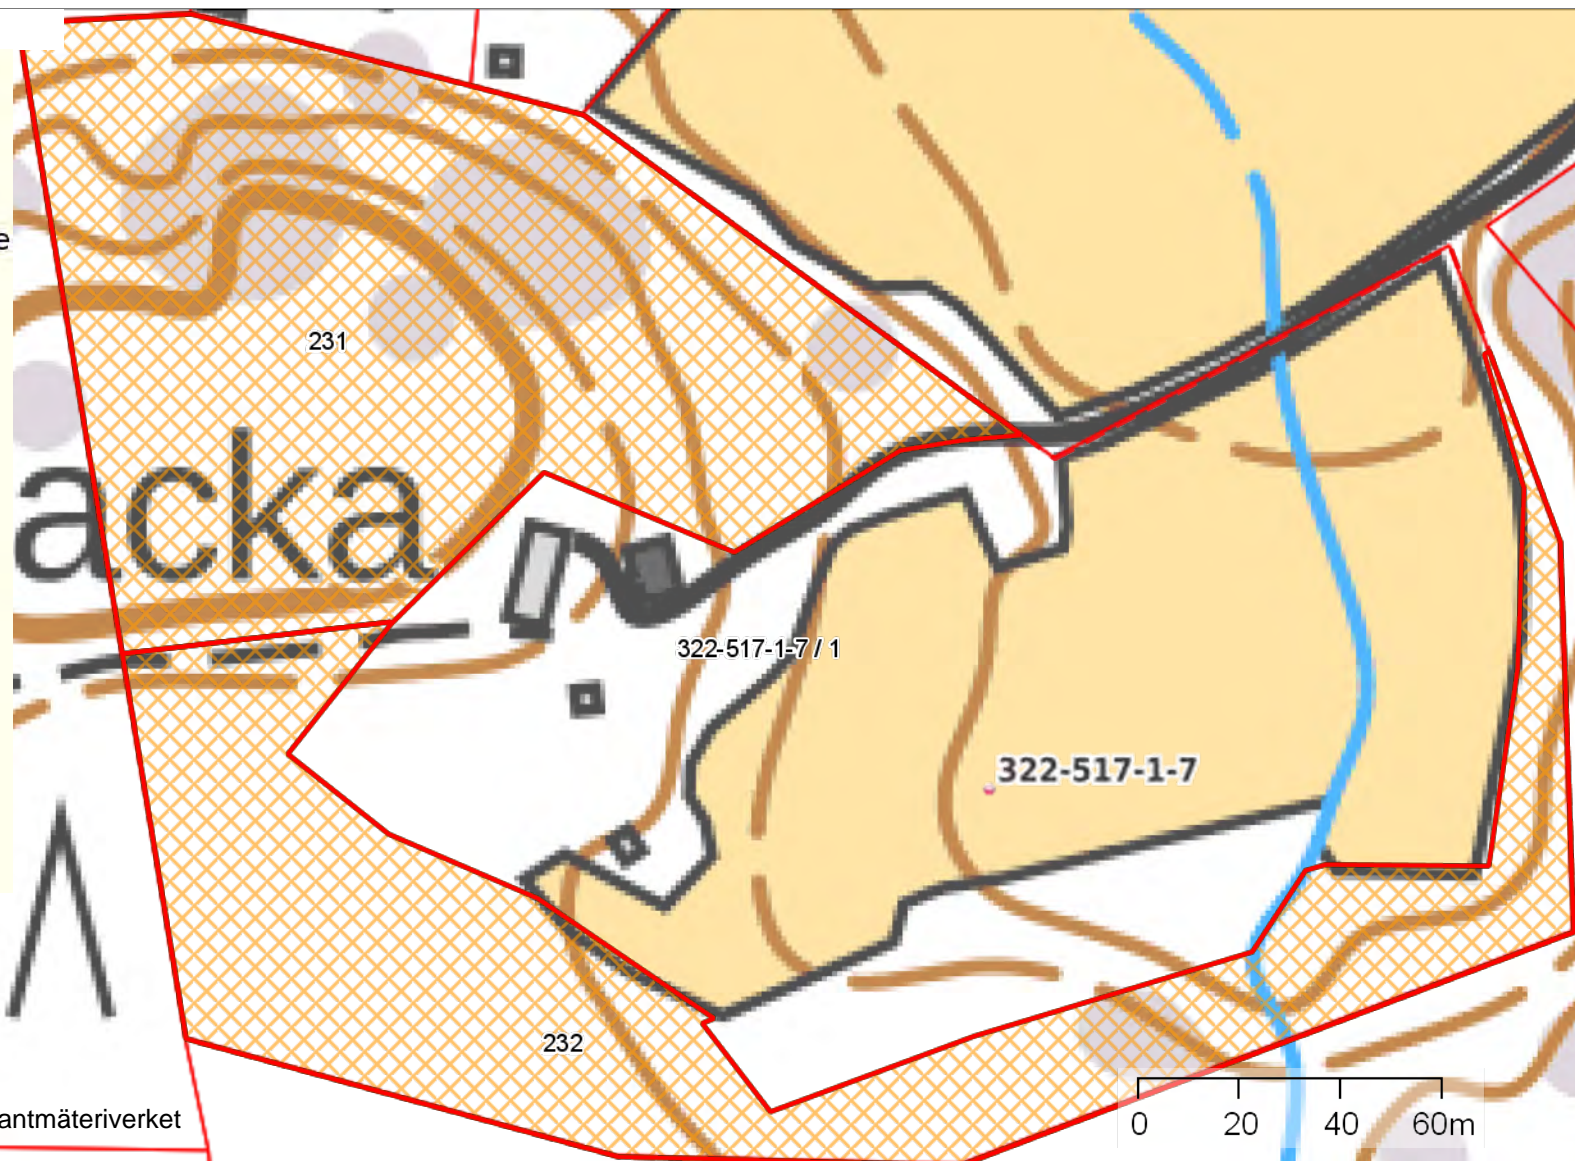 e
231
acka
322-517-1-7 / 1
322-517-1-7
232
antmäteriverket
0 20 40 60m